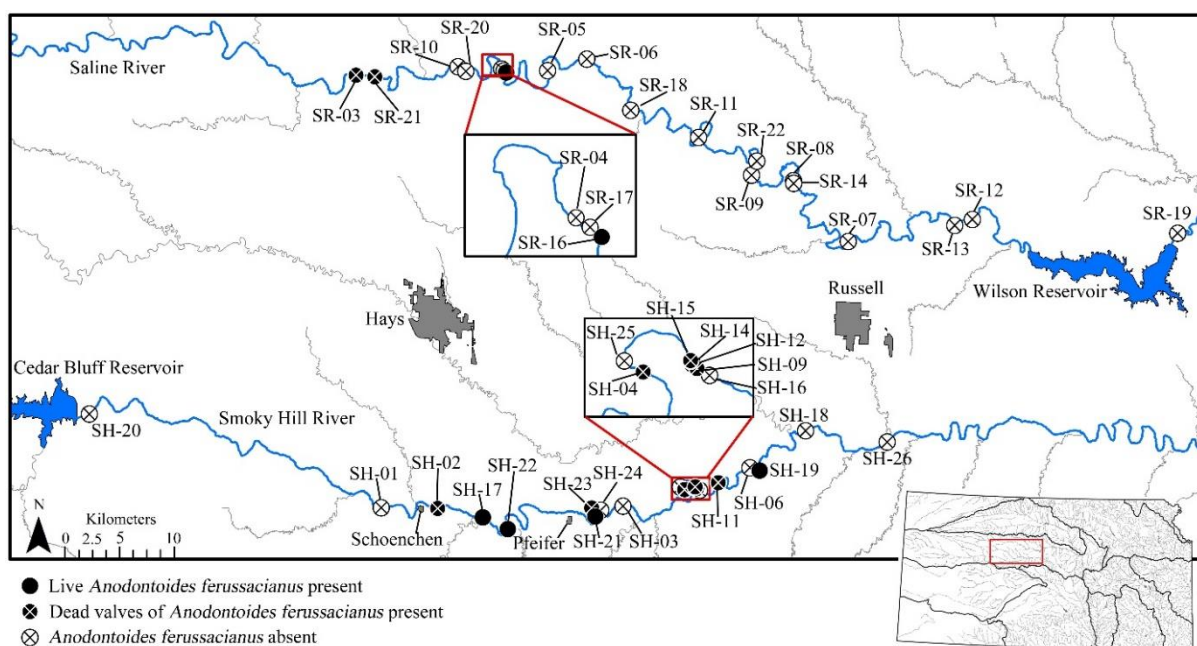 Saline River
SR-03
SR-21
SR-10
SR-20
SR-05
SR-06
SR-18
SR-11
SR-22
SR-09
SR-08
SR-14
SR-07
SR-13
SR-12
SR-19
SR-04
SR-17
SR-16
Wilson Reservoir
Hays
Russell
Cedar Bluff Reservoir
Smoky Hill River
SH-20
SH-01
SH-02
SH-17
SH-22
SH-23
SH-24
SH-21
SH-03
SH-11
SH-06
SH-19
SH-18
SH-26
SH-15
SH-14
SH-12
SH-09
SH-16
SH-25
SH-04
Schoenchen
Pfeifer
N
Kilometers
0 2.5 5 10
Live Anodontoides ferussacianus present
Dead valves of Anodontoides ferussacianus present
Anodontoides ferussacianus absent